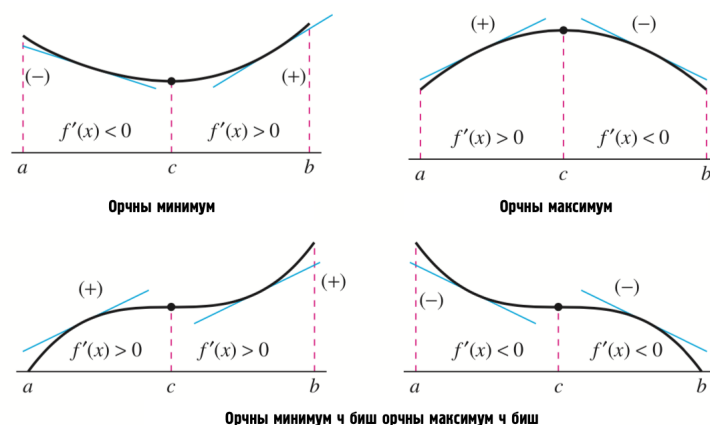 (−) (+)
f′(x) < 0 f′(x) > 0
a c b
Орчны минимум
(+) (−)
f′(x) > 0 f′(x) < 0
a c b
Орчны максимум
(+) (+)
f′(x) > 0 f′(x) > 0
a c b
(−) (−)
f′(x) < 0 f′(x) < 0
a c b
Орчны минимум ч биш орчны максимум ч биш